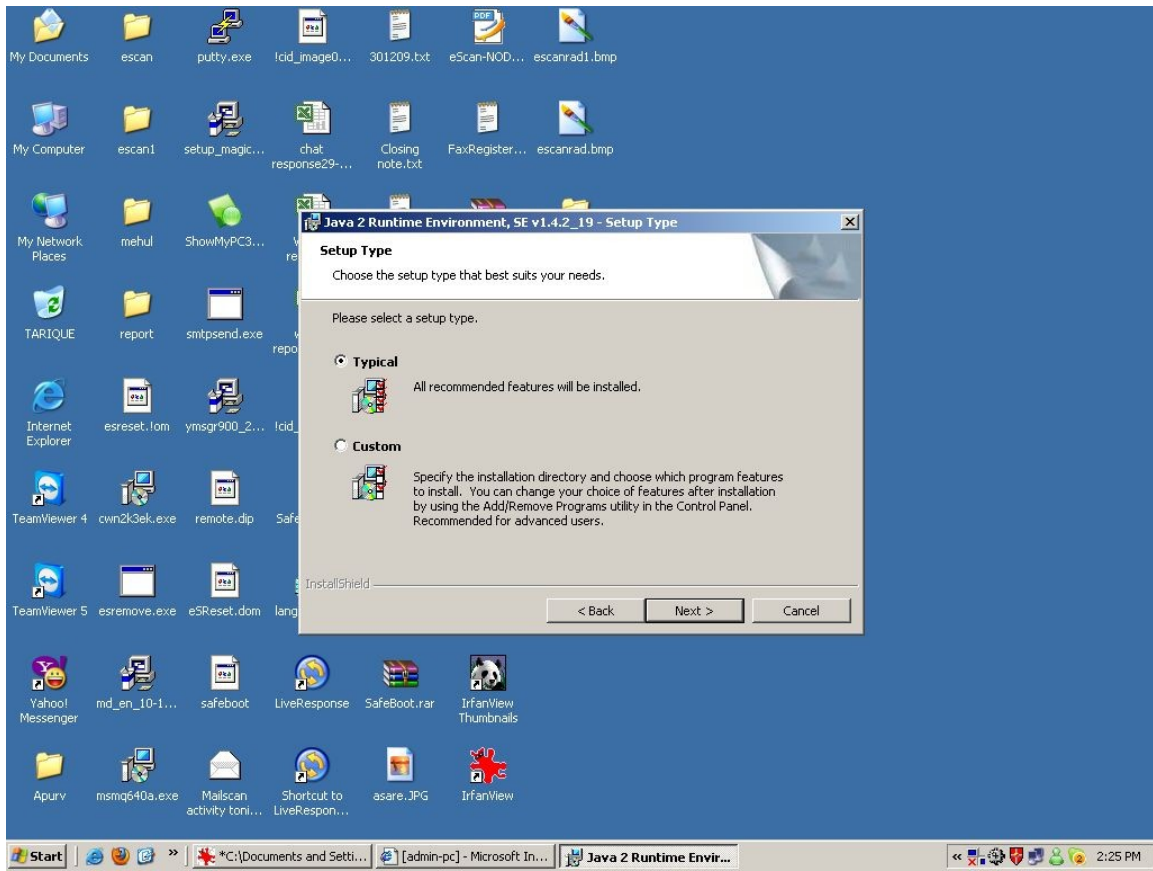 My Documents
escan
putty.exe
!cid_image0...
301209.txt
eScan-NOD...
escanrad1.bmp
My Computer
escan1
setup_magic...
chat
response29-...
Closing
note.txt
FaxRegister...
escanrad.bmp
My Network
Places
mehul
ShowMyPC3...
TARIQUE
report
smtpsend.exe
repo
Internet
Explorer
esreset.!om
ymsgr900_2...
!cid_
TeamViewer 4
cwn2k3ek.exe
remote.dip
Safe
TeamViewer 5
esremove.exe
eSReset.dom
lang
Java 2 Runtime Environment, SE v1.4.2_19 - Setup Type
Setup Type
Choose the setup type that best suits your needs.
Please select a setup type.
Typical
All recommended features will be installed.
Custom
Specify the installation directory and choose which program features
to install. You can change your choice of features after installation
by using the Add/Remove Programs utility in the Control Panel.
Recommended for advanced users.
InstallShield
< Back
Next >
Cancel
Yahoo!
Messenger
md_en_10-1...
safeboot
LiveResponse
SafeBoot.rar
IrfanView
Thumbnails
Apurv
msmq640a.exe
Mailscan
activity toni...
Shortcut to
LiveRespon...
asare.JPG
IrfanView
Start
*C:\Documents and Setti...
[admin-pc] - Microsoft In...
Java 2 Runtime Envir...
2:25 PM